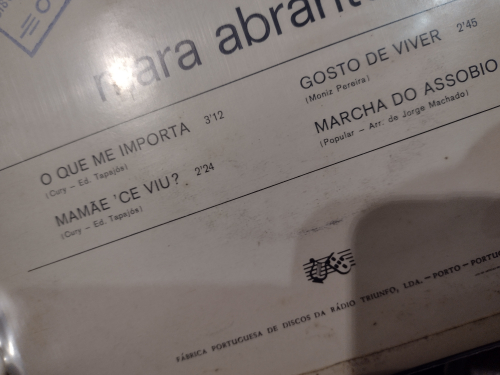 mara abrant
O QUE ME IMPORTA 3'12
(Cury — Ed. Tapajós)
MAMÃE 'CE VIU? 2'24
(Cury — Ed. Tapajós)
GOSTO DE VIVER 2'45
(Moniz Pereira)
MARCHA DO ASSOBIO
(Popular — Arr. de Jorge Machado)
FÁBRICA PORTUGUESA DE DISCOS DA RÁDIO TRIUNFO, LDA. — PORTO — PORTU